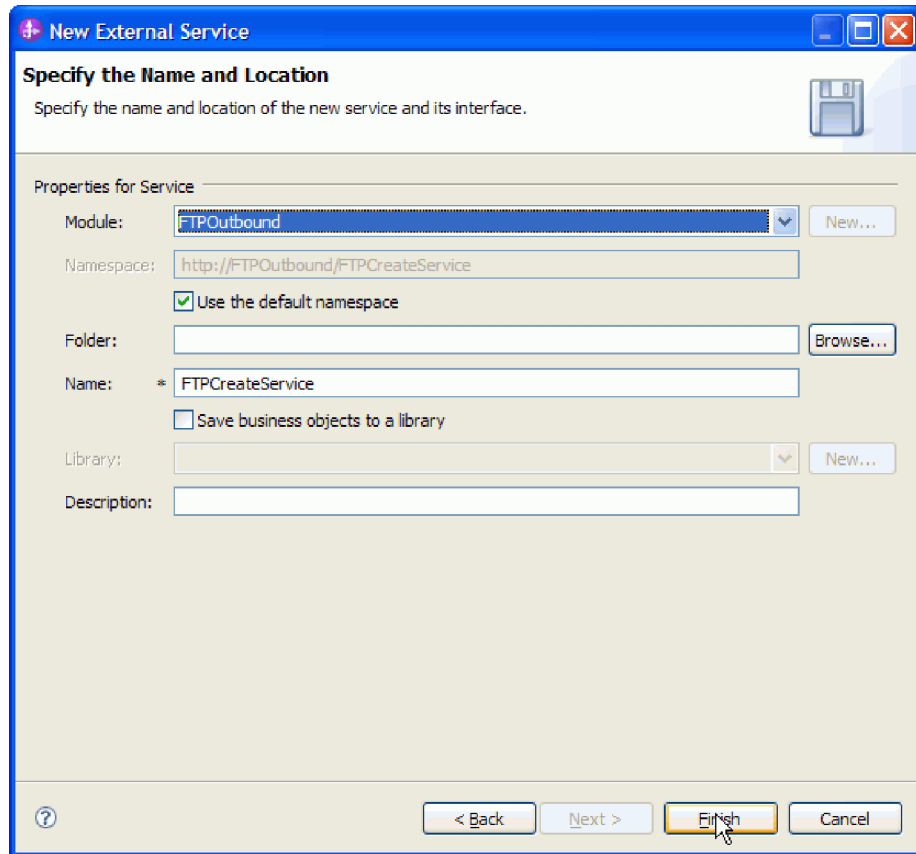 New External Service
Specify the Name and Location
Specify the name and location of the new service and its interface.
Properties for Service
Module: FTPOutbound New...
Namespace: http://FTPOutbound/FTPCreateService
Use the default namespace
Folder: Browse...
Name: * FTPCreateService
Save business objects to a library
Library: New...
Description:
? < Back Next > Finish Cancel